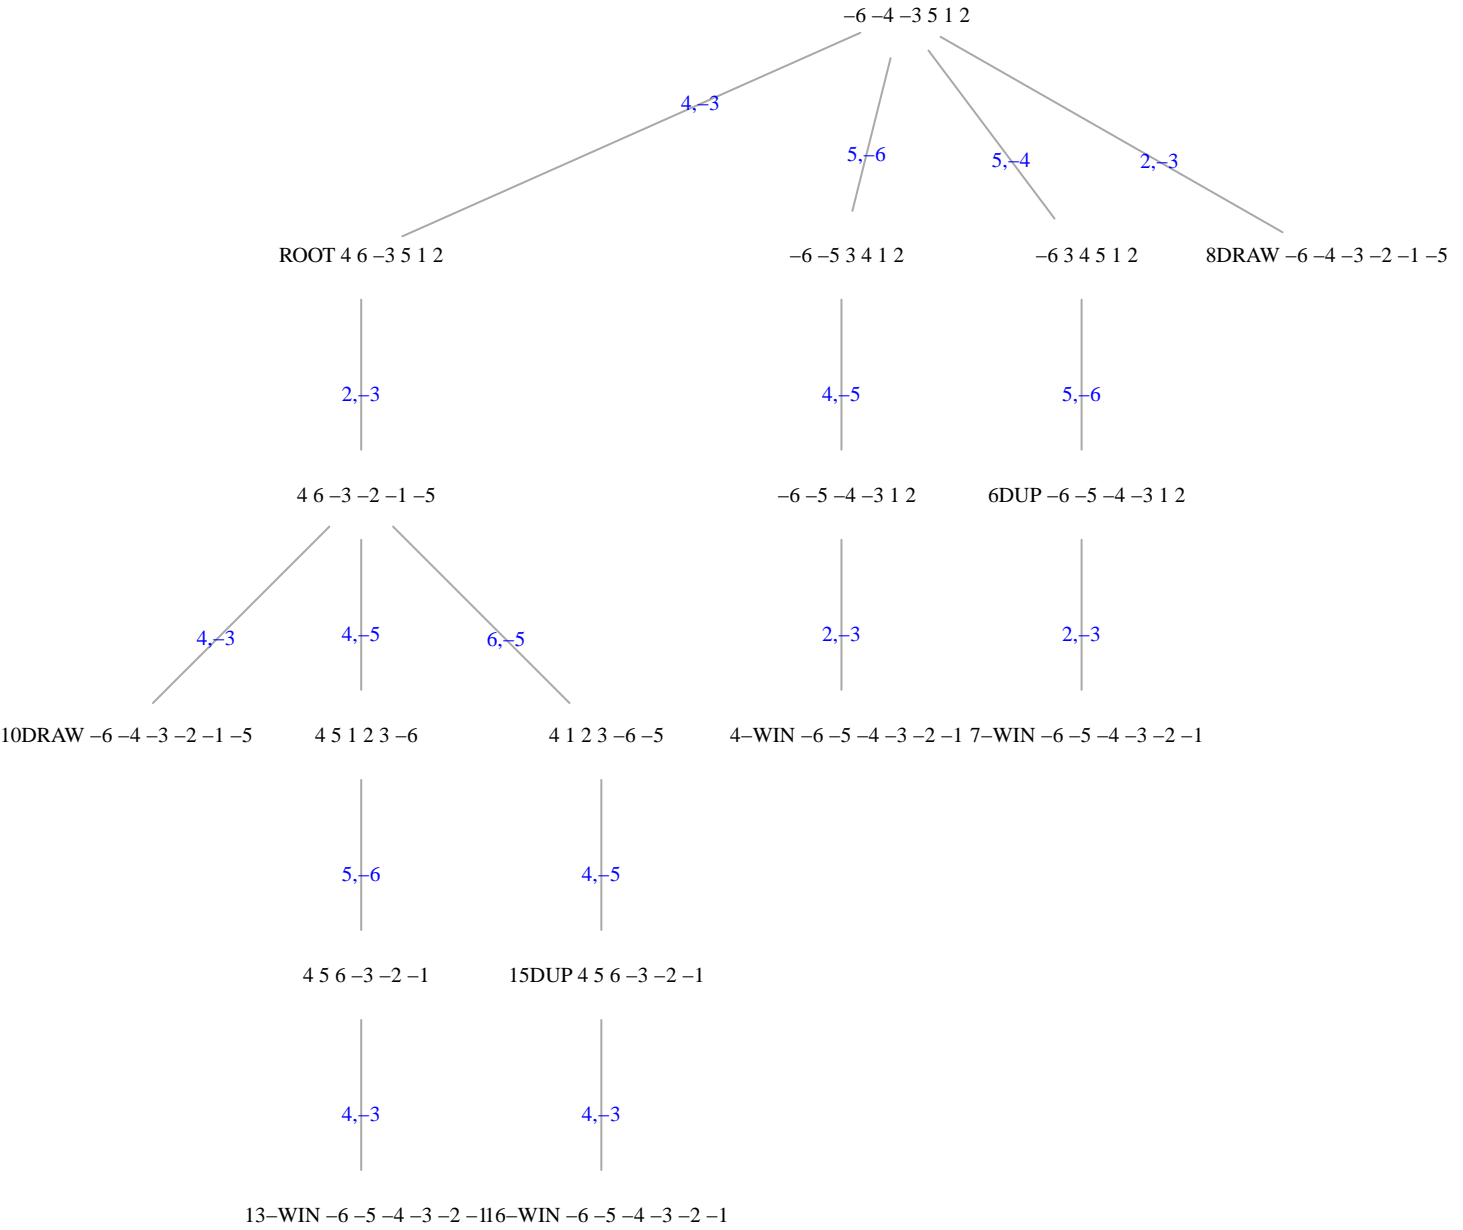 –6 –4 –3 5 1 2
4,–3
5,–6
5,–4
2,–3
ROOT 4 6 –3 5 1 2
–6 –5 3 4 1 2
–6 3 4 5 1 2
8DRAW –6 –4 –3 –2 –1 –5
2,–3
4,–5
5,–6
4 6 –3 –2 –1 –5
–6 –5 –4 –3 1 2
6DUP –6 –5 –4 –3 1 2
4,–3
4,–5
6,–5
2,–3
2,–3
10DRAW –6 –4 –3 –2 –1 –5
4 5 1 2 3 –6
4 1 2 3 –6 –5
4–WIN –6 –5 –4 –3 –2 –1
7–WIN –6 –5 –4 –3 –2 –1
5,–6
4,–5
4 5 6 –3 –2 –1
15DUP 4 5 6 –3 –2 –1
4,–3
4,–3
13–WIN –6 –5 –4 –3 –2 –1
16–WIN –6 –5 –4 –3 –2 –1